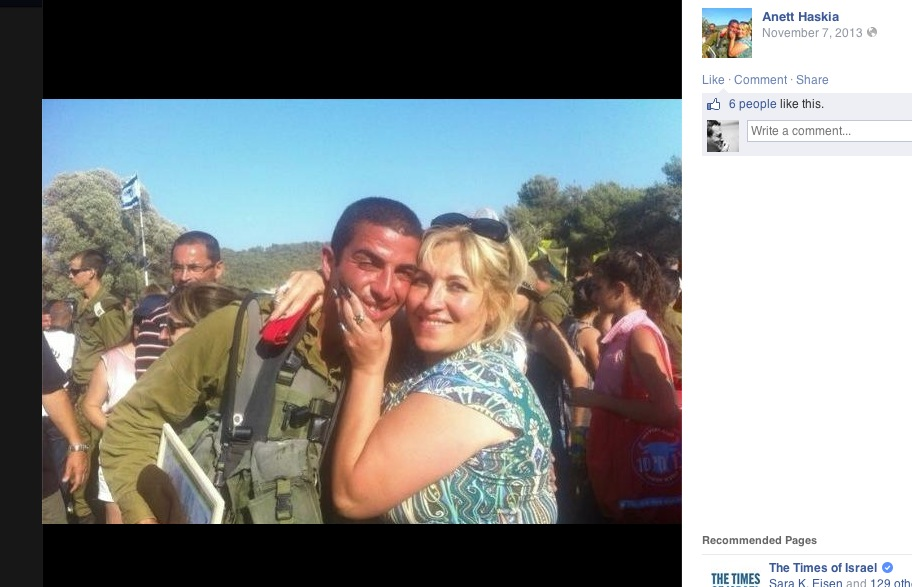 Anett Haskia
November 7, 2013
Like · Comment · Share
6 people like this.
Write a comment...
Recommended Pages
The Times of Israel
THE TIMES
Sara K. Eisen and 129 oth